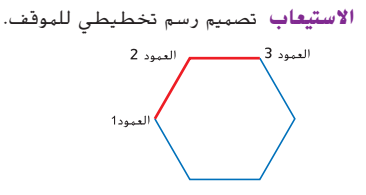 الاستيعاب تصميم رسم تخطيطي للموقف.
العمود 3
العمود 2
العمود1